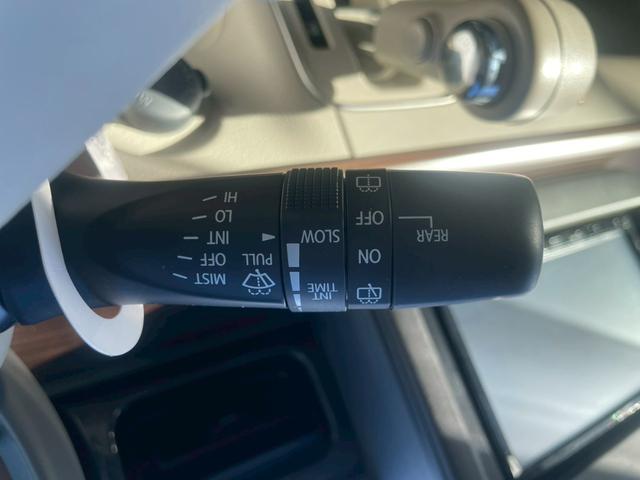 MIST
OFF
INT
LO
HI
PULL
INT
TIME
SLOW
ON
OFF
REAR